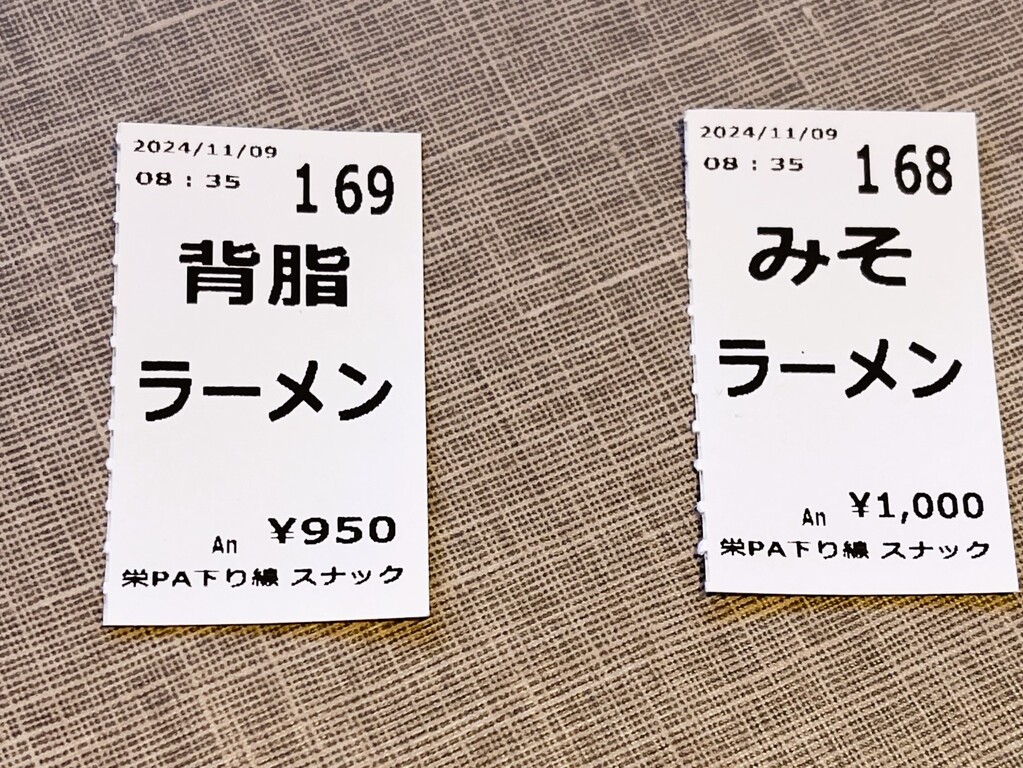 2024/11/09
08：35
169
背脂
ラーメン
An ¥950
栄PA下り線 スナック
2024/11/09
08：35
168
みそ
ラーメン
An ¥1,000
栄PA下り線 スナック